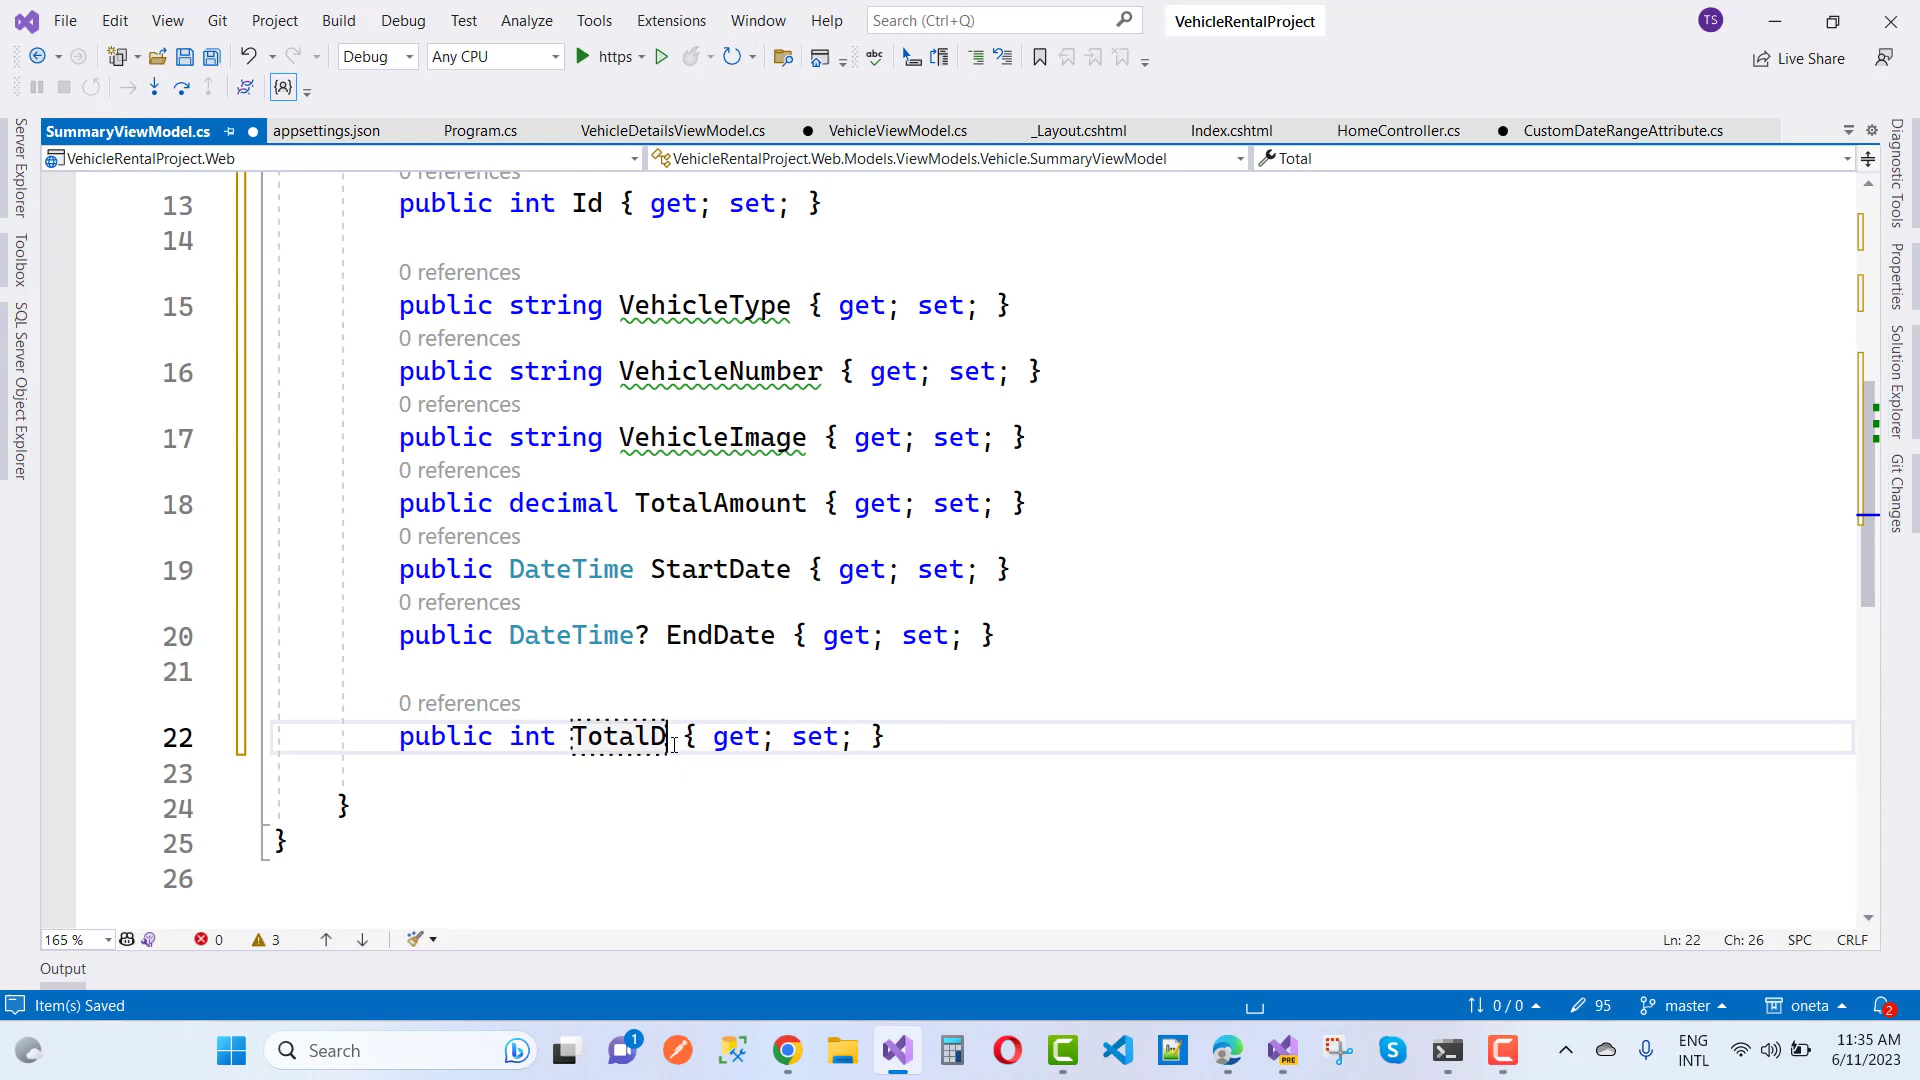 File Edit View Git Project Build Debug Test Analyze Tools Extensions Window Help Search (Ctrl+Q) VehicleRentalProject TS
Debug Any CPU https Live Share
SummaryViewModel.cs appsettings.json Program.cs VehicleDetailsViewModel.cs VehicleViewModel.cs _Layout.cshtml Index.cshtml HomeController.cs CustomDateRangeAttribute.cs
VehicleRentalProject.Web VehicleRentalProject.Web.Models.ViewModels.Vehicle.SummaryViewModel Total
Server Explorer
Toolbox
SQL Server Object Explorer
Diagnostic Tools
Properties
Solution Explorer
Git Changes
0 references
13 public int Id { get; set; }
14
0 references
15 public string VehicleType { get; set; }
0 references
16 public string VehicleNumber { get; set; }
0 references
17 public string VehicleImage { get; set; }
0 references
18 public decimal TotalAmount { get; set; }
0 references
19 public DateTime StartDate { get; set; }
0 references
20 public DateTime? EndDate { get; set; }
21
0 references
22 public int TotalD { get; set; }
23
24 }
25 }
26
165 % 0 3 Ln: 22 Ch: 26 SPC CRLF
Output
Item(s) Saved 0 / 0 95 master oneta 2
Search 1 PRE ENG INTL 11:35 AM
6/11/2023